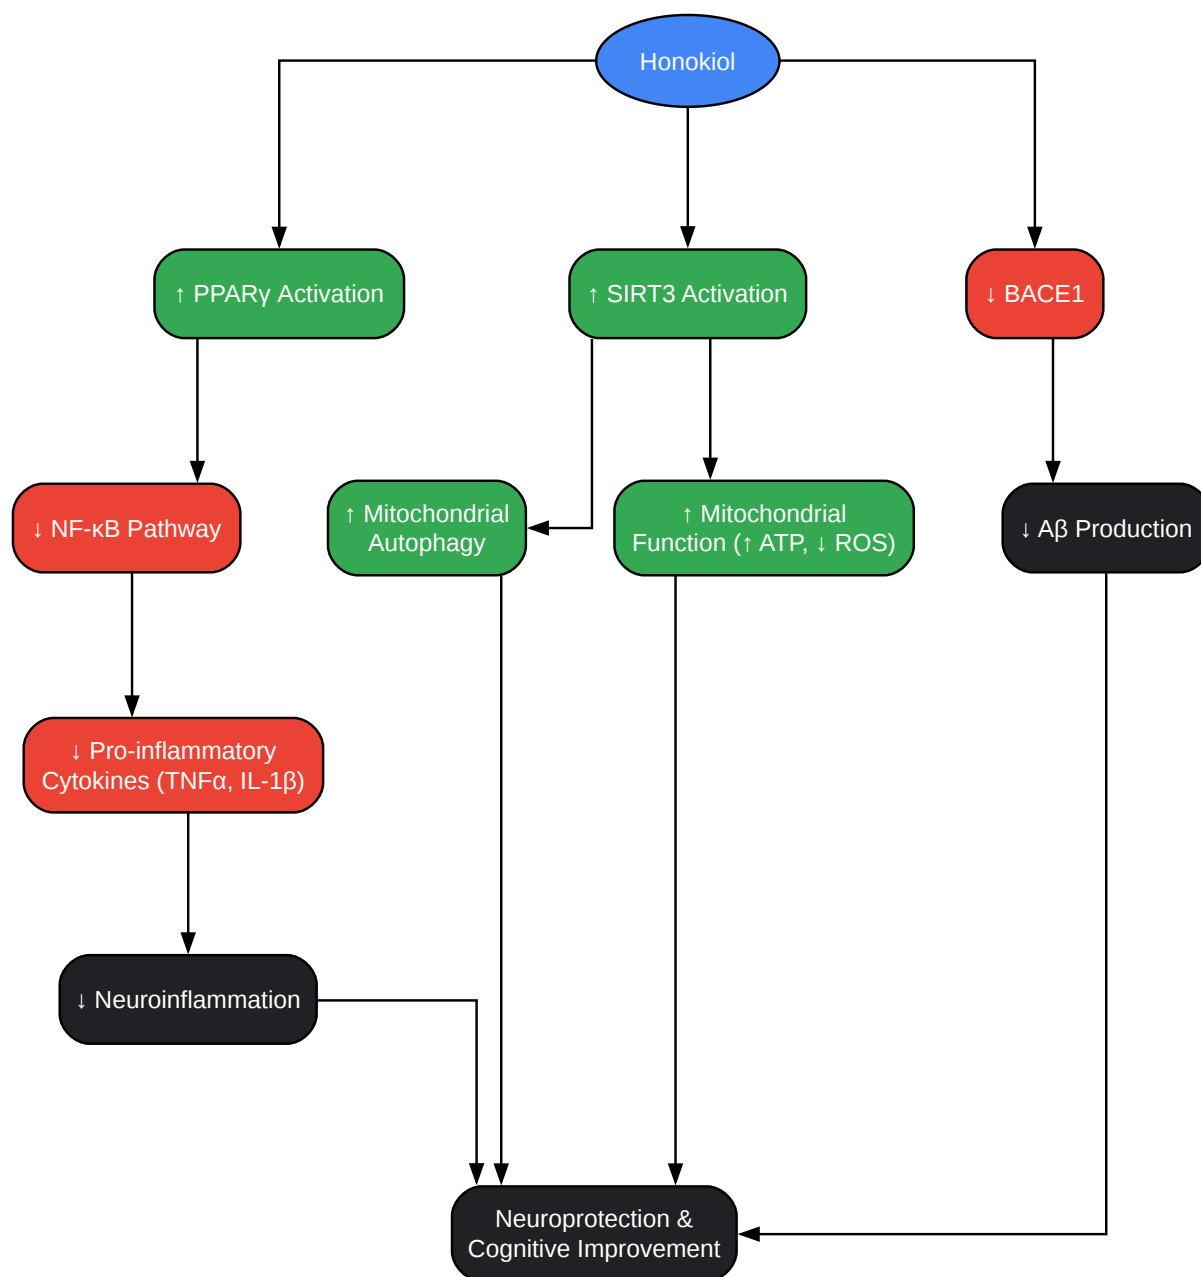 Honokiol
↑ PPARγ Activation
↑ SIRT3 Activation
↓ BACE1
↓ NF-κB Pathway
↑ Mitochondrial
Autophagy
↑ Mitochondrial
Function (↑ ATP, ↓ ROS)
↓ Aβ Production
↓ Pro-inflammatory
Cytokines (TNFα, IL-1β)
↓ Neuroinflammation
Neuroprotection &
Cognitive Improvement